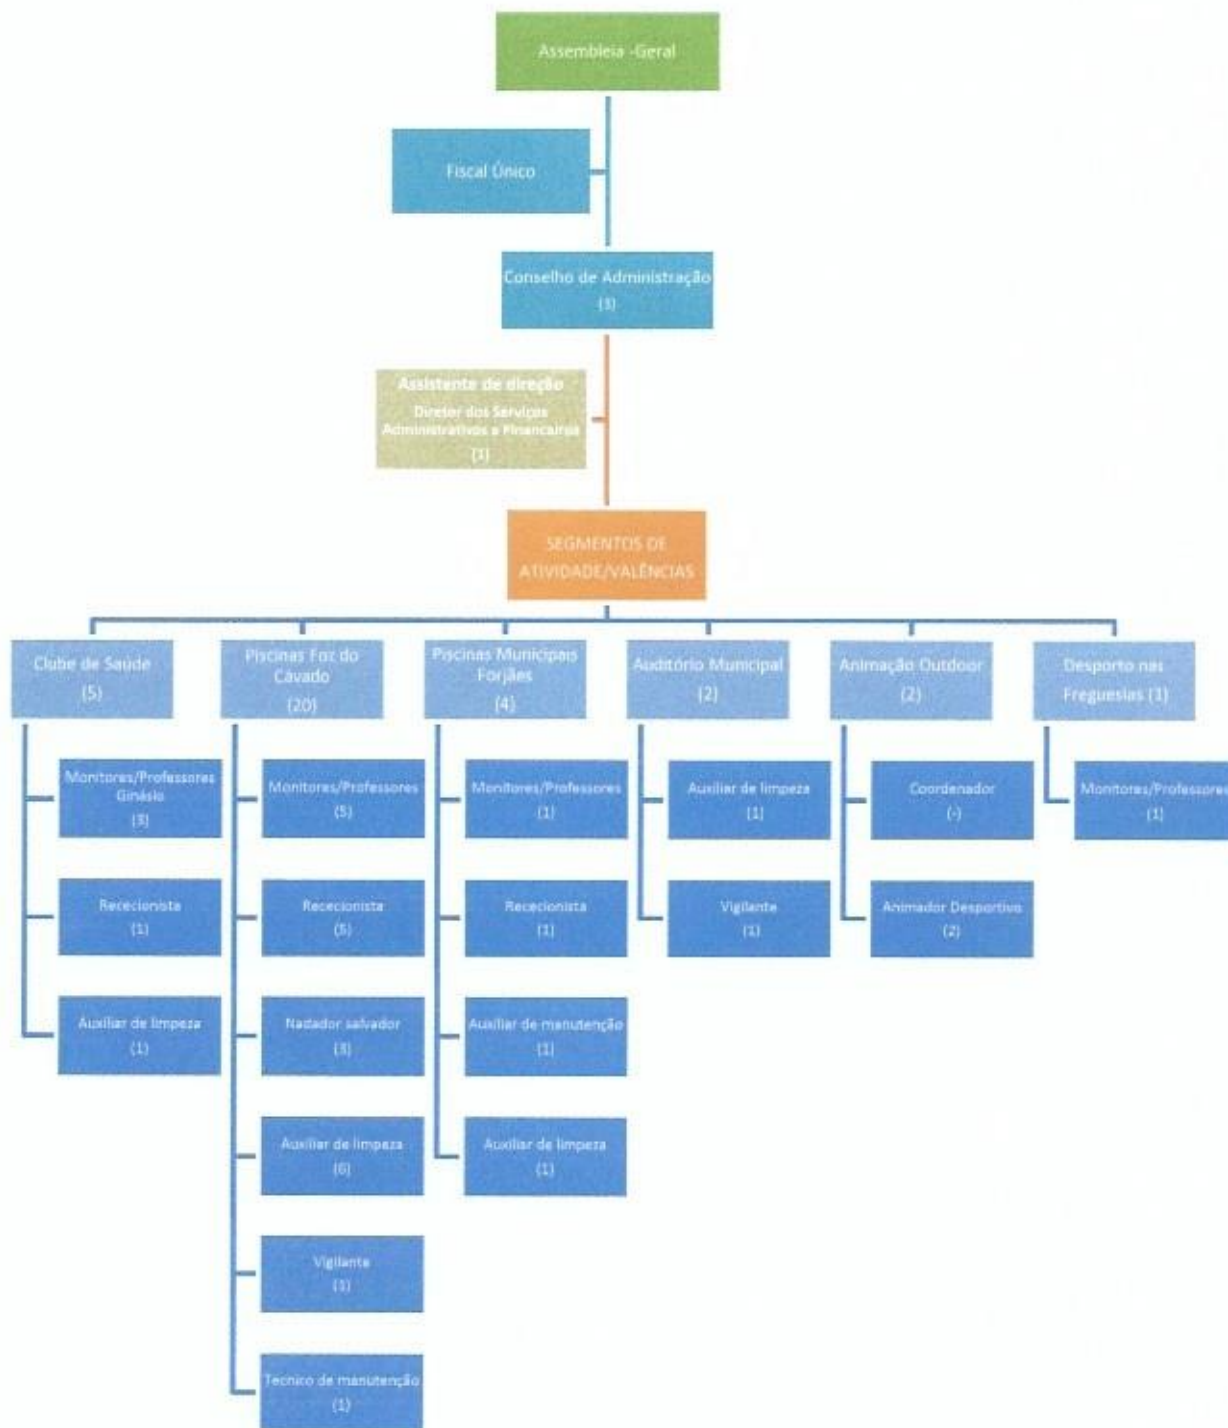 Assembleia -Geral
Fiscal Único
Conselho de Administração
(3)
Assistente de direção
Diretor dos Serviços
Administrativos e Financeiros
(1)
SEGMENTOS DE
ATIVIDADE/VALÊNCIAS
Clube de Saúde
(5)
Monitores/Professores
Ginásio
(3)
Rececionista
(1)
Auxiliar de limpeza
(1)
Piscinas Foz do
Cávado
(20)
Monitores/Professores
(5)
Rececionista
(5)
Nadador salvador
(3)
Auxiliar de limpeza
(6)
Vigilante
(1)
Tecnico de manutenção
(1)
Piscinas Municipais
Forjães
(4)
Monitores/Professores
(1)
Rececionista
(1)
Auxiliar de manutenção
(1)
Auxiliar de limpeza
(1)
Auditório Municipal
(2)
Auxiliar de limpeza
(1)
Vigilante
(1)
Animação Outdoor
(2)
Coordenador
(-)
Animador Desportivo
(2)
Desporto nas
Freguesias (1)
Monitores/Professores
(1)